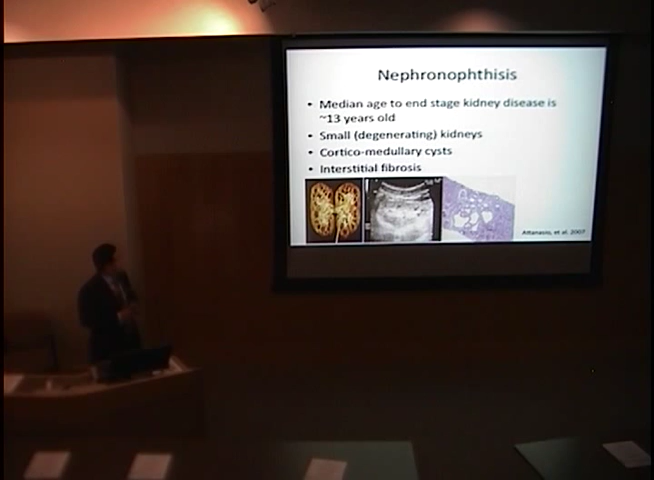 Nephronophthisis
• Median age to end stage kidney disease is
~13 years old
• Small (degenerating) kidneys
• Cortico-medullary cysts
• Interstitial fibrosis
Attanasio, et al. 2007